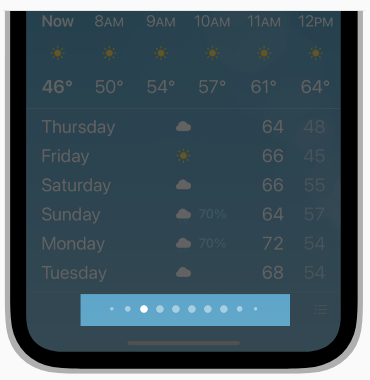 Now 8AM 9AM 10AM 11AM 12PM
46° 50° 54° 57° 61° 64°
Thursday 64 48
Friday 66 45
Saturday 66 55
Sunday 70% 64 57
Monday 70% 72 54
Tuesday 68 54